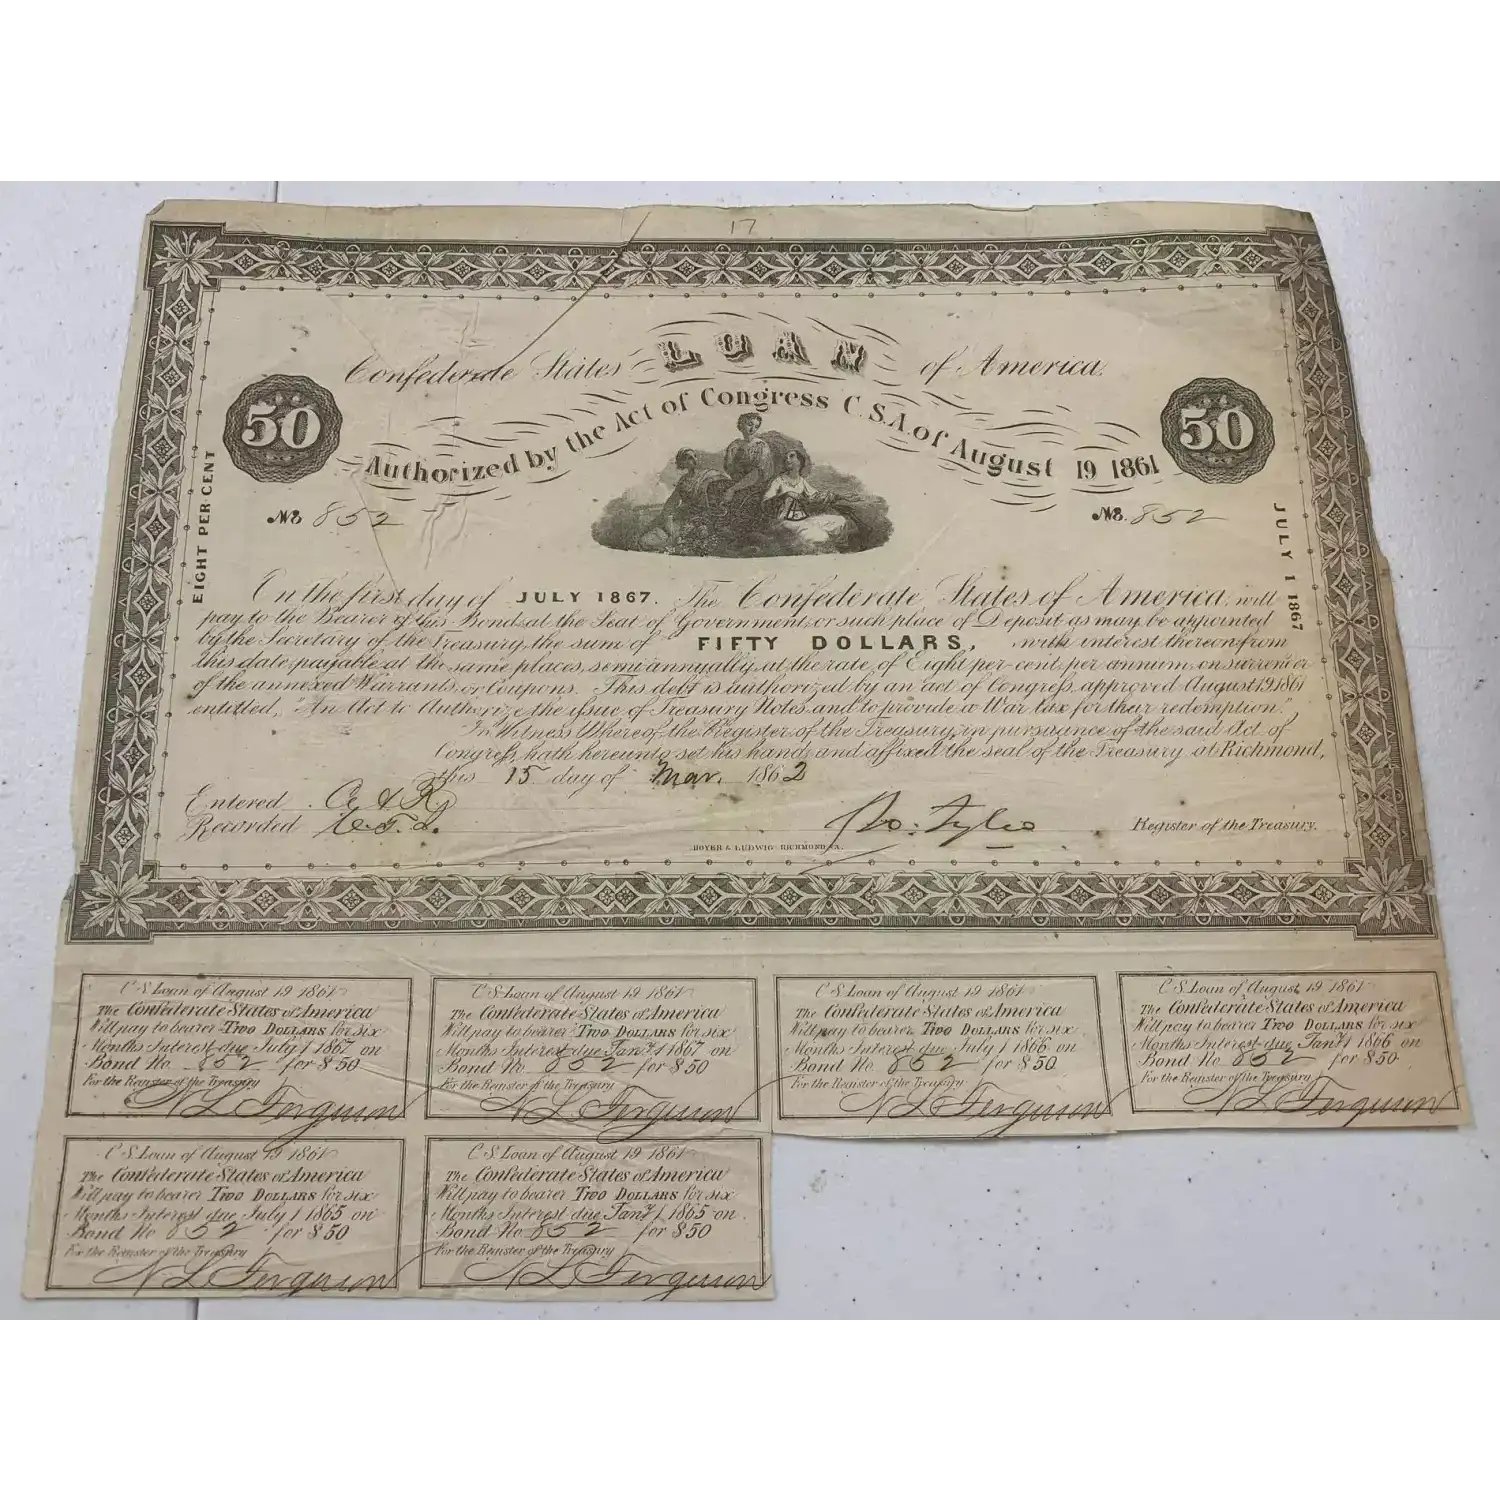 17
Confederate States LOAN of America.
Authorized by the Act of Congress C.S.A. of August 19 1861
50
50
EIGHT PER CENT
JULY 1 1867
No 852
No. 852
On the first day of JULY 1867. The Confederate States of America, will
pay to the Bearer of this Bond, at the Seat of Government, or such place of Deposit as may be appointed
by the Secretary of the Treasury, the sum of FIFTY DOLLARS, with interest thereon from
this date payable at the same places, semi annually, at the rate of Eight per-cent per annum, on surrender
of the annexed Warrants, or Coupons. This debt is authorized by an act of Congress, approved August 19, 1861
entitled, "An Act to Authorize the issue of Treasury Notes, and to provide a War tax for their redemption."
In Witness Whereof the Register of the Treasury, in pursuance of the said Act of
Congress, hath hereunto set his hand, and affixed the seal of the Treasury at Richmond,
this 15 day of Mar. 1862
Entered
Recorded
Ro. Tyler Register of the Treasury.
HOYER & LUDWIG RICHMOND VA.
C S Loan of August 19 1861
The Confederate States of America
Will pay to bearer Two Dollars for six
Months Interest due July 1 1867 on
Bond No 852 for $50
For the Register of the Treasury
C S Loan of August 19 1861
The Confederate States of America
Will pay to bearer Two Dollars for six
Months Interest due Jany 1 1867 on
Bond No 852 for $50
For the Register of the Treasury
C S Loan of August 19 1861
The Confederate States of America
Will pay to bearer Two Dollars for six
Months Interest due July 1 1866 on
Bond No 852 for $50
For the Register of the Treasury
C S Loan of August 19 1861
The Confederate States of America
Will pay to bearer Two Dollars for six
Months Interest due Jany 1 1866 on
Bond No 852 for $50
For the Register of the Treasury
N L Ferguson
N L Ferguson
N L Ferguson
N L Ferguson
C S Loan of August 19 1861
The Confederate States of America
Will pay to bearer Two Dollars for six
Months Interest due July 1 1865 on
Bond No 852 for $50
For the Register of the Treasury
N L Ferguson
C S Loan of August 19 1861
The Confederate States of America
Will pay to bearer Two Dollars for six
Months Interest due Jany 1, 1865 on
Bond No 852 for $50
For the Register of the Treasury
N L Ferguson